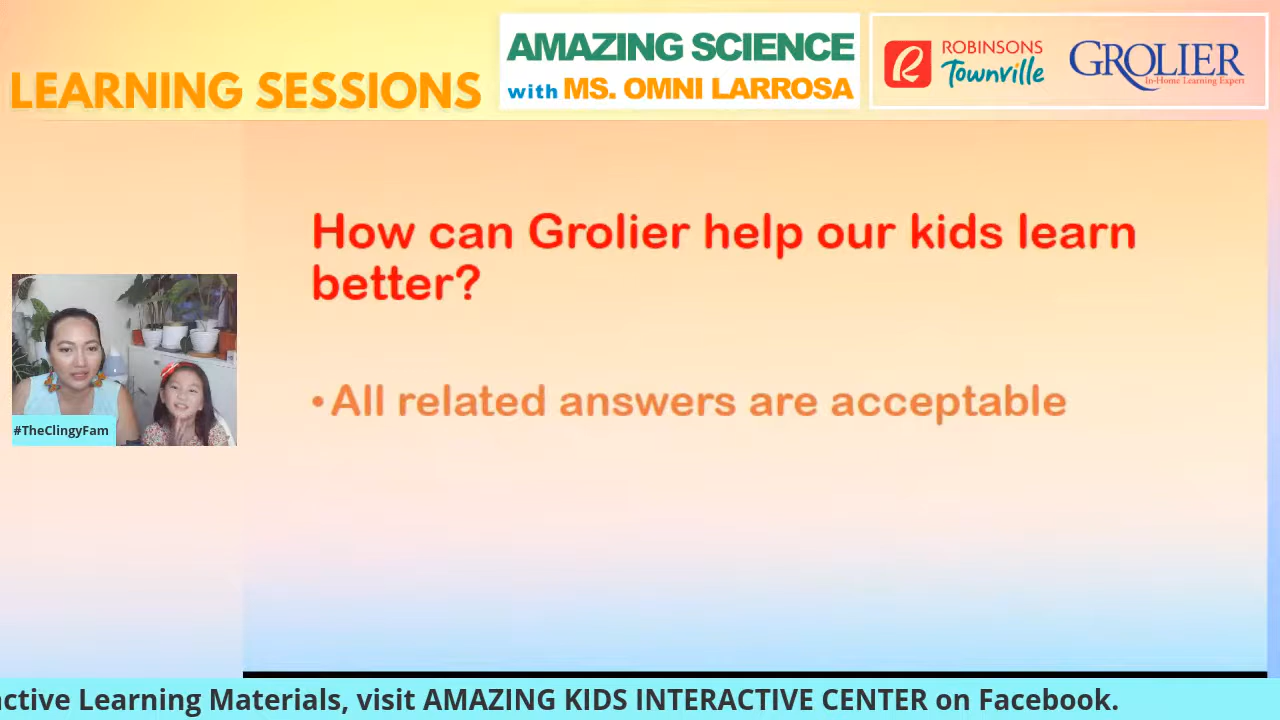 LEARNING SESSIONS
AMAZING SCIENCE
with MS. OMNI LARROSA
ROBINSONS
Townville
GROLIER
In-Home Learning Expert
How can Grolier help our kids learn
better?
•All related answers are acceptable
#TheClingyFam
active Learning Materials, visit AMAZING KIDS INTERACTIVE CENTER on Facebook.